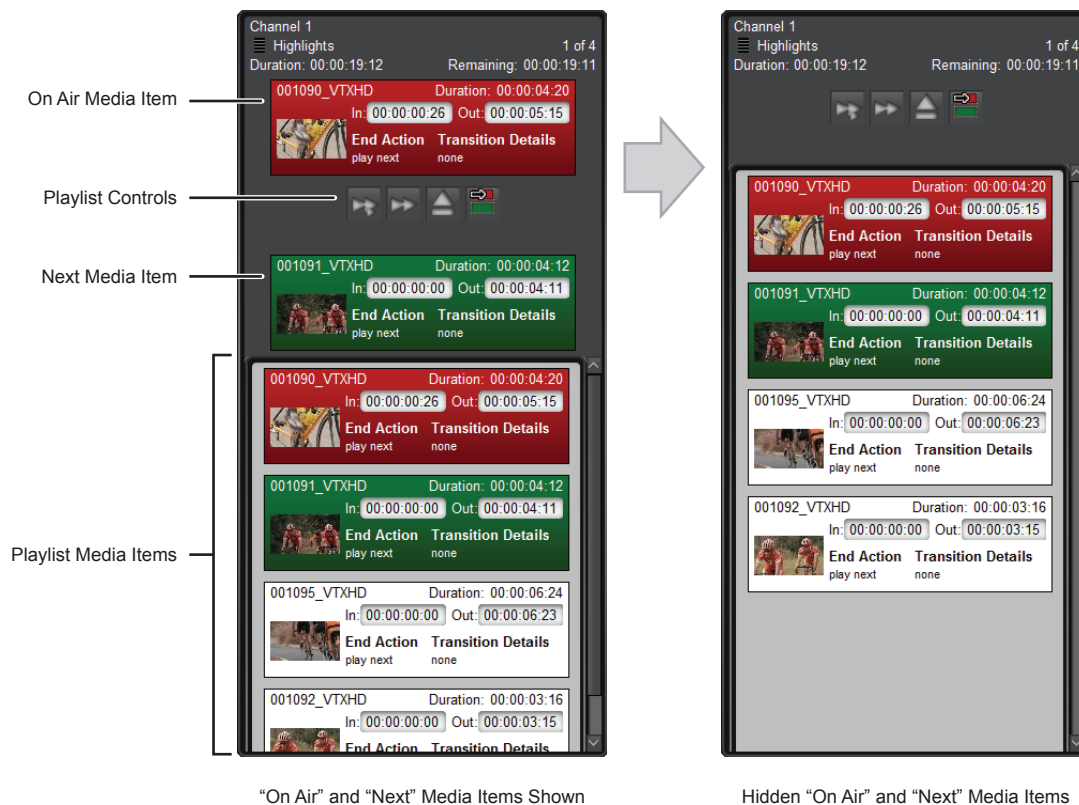 Channel 1
Highlights 1 of 4
Duration: 00:00:19:12 Remaining: 00:00:19:11
On Air Media Item
001090_VTXHD Duration: 00:00:04:20
In: 00:00:00:26 Out: 00:00:05:15
End Action Transition Details
play next none
Playlist Controls
Next Media Item
001091_VTXHD Duration: 00:00:04:12
In: 00:00:00:00 Out: 00:00:04:11
End Action Transition Details
play next none
Playlist Media Items
001090_VTXHD Duration: 00:00:04:20
In: 00:00:00:26 Out: 00:00:05:15
End Action Transition Details
play next none
001091_VTXHD Duration: 00:00:04:12
In: 00:00:00:00 Out: 00:00:04:11
End Action Transition Details
play next none
001095_VTXHD Duration: 00:00:06:24
In: 00:00:00:00 Out: 00:00:06:23
End Action Transition Details
play next none
001092_VTXHD Duration: 00:00:03:16
In: 00:00:00:00 Out: 00:00:03:15
End Action Transition Details
“On Air” and “Next” Media Items Shown
Channel 1
Highlights 1 of 4
Duration: 00:00:19:12 Remaining: 00:00:19:11
001090_VTXHD Duration: 00:00:04:20
In: 00:00:00:26 Out: 00:00:05:15
End Action Transition Details
play next none
001091_VTXHD Duration: 00:00:04:12
In: 00:00:00:00 Out: 00:00:04:11
End Action Transition Details
play next none
001095_VTXHD Duration: 00:00:06:24
In: 00:00:00:00 Out: 00:00:06:23
End Action Transition Details
play next none
001092_VTXHD Duration: 00:00:03:16
In: 00:00:00:00 Out: 00:00:03:15
End Action Transition Details
play next none
Hidden “On Air” and “Next” Media Items